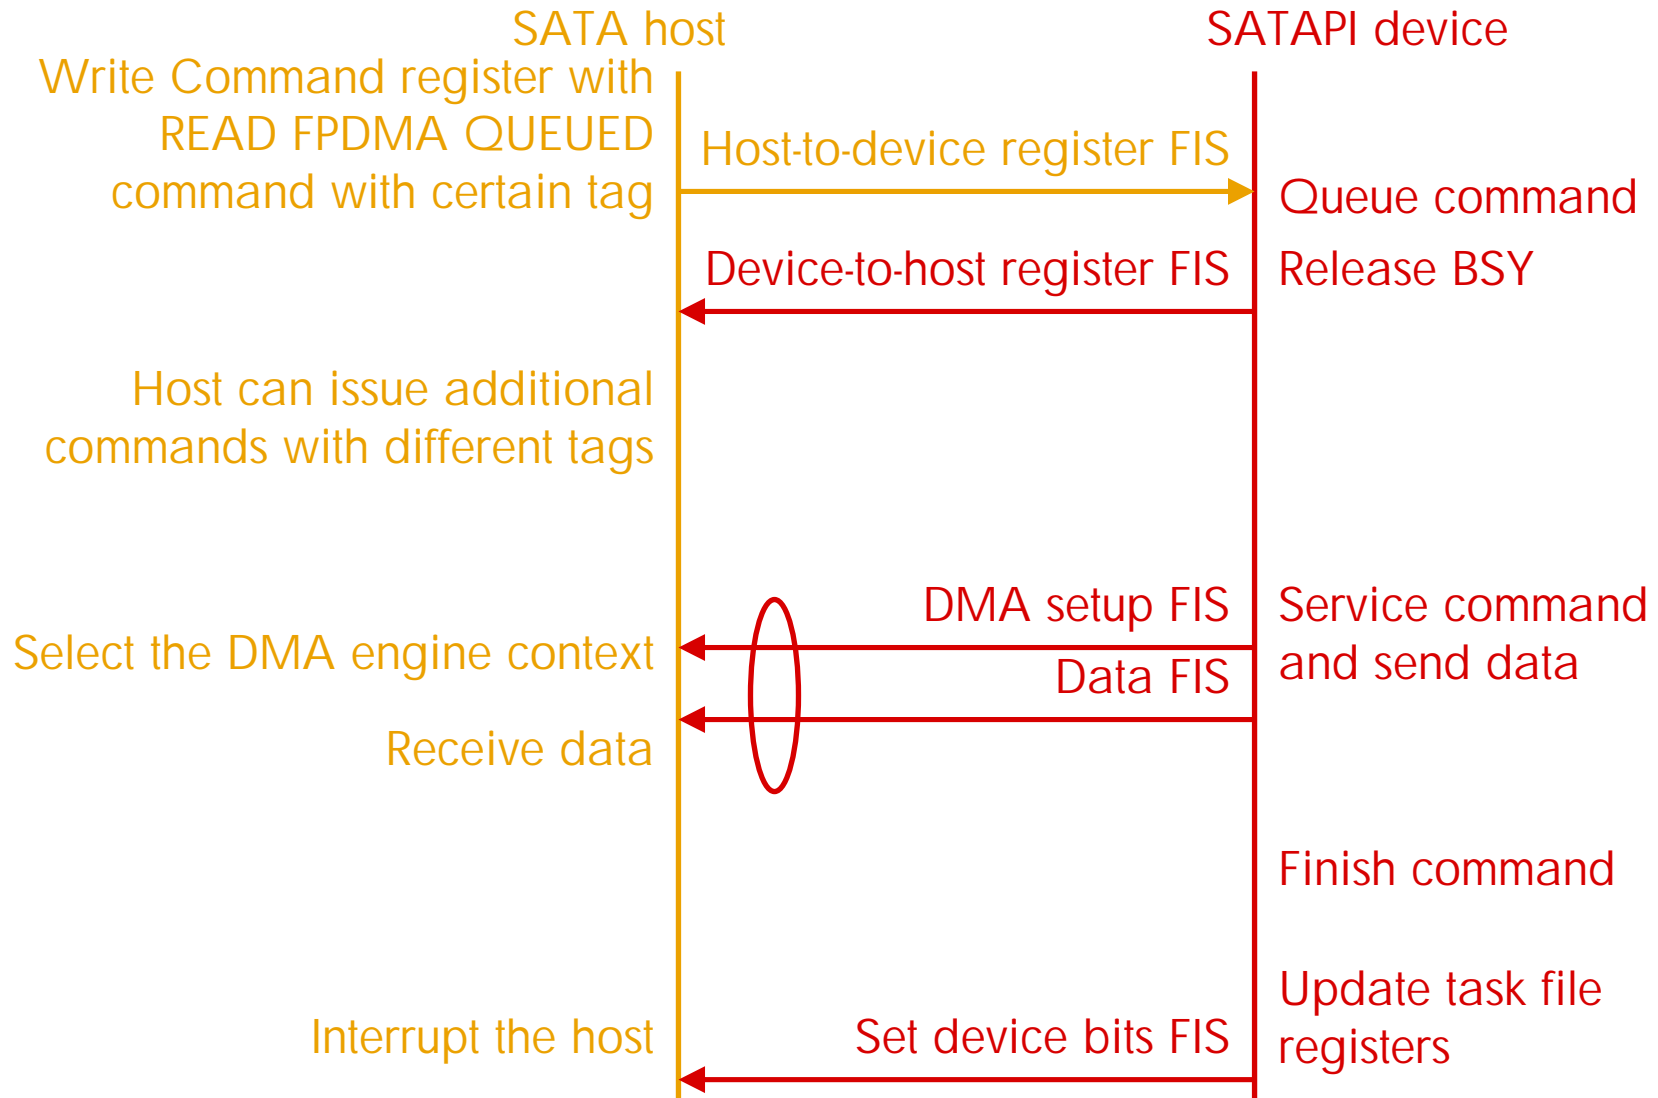 SATA host
SATAPI device
Write Command register with
READ FPDMA QUEUED
command with certain tag
Host-to-device register FIS
Queue command
Device-to-host register FIS
Release BSY
Host can issue additional
commands with different tags
DMA setup FIS
Service command
and send data
Select the DMA engine context
Data FIS
Receive data
Finish command
Update task file
registers
Interrupt the host
Set device bits FIS